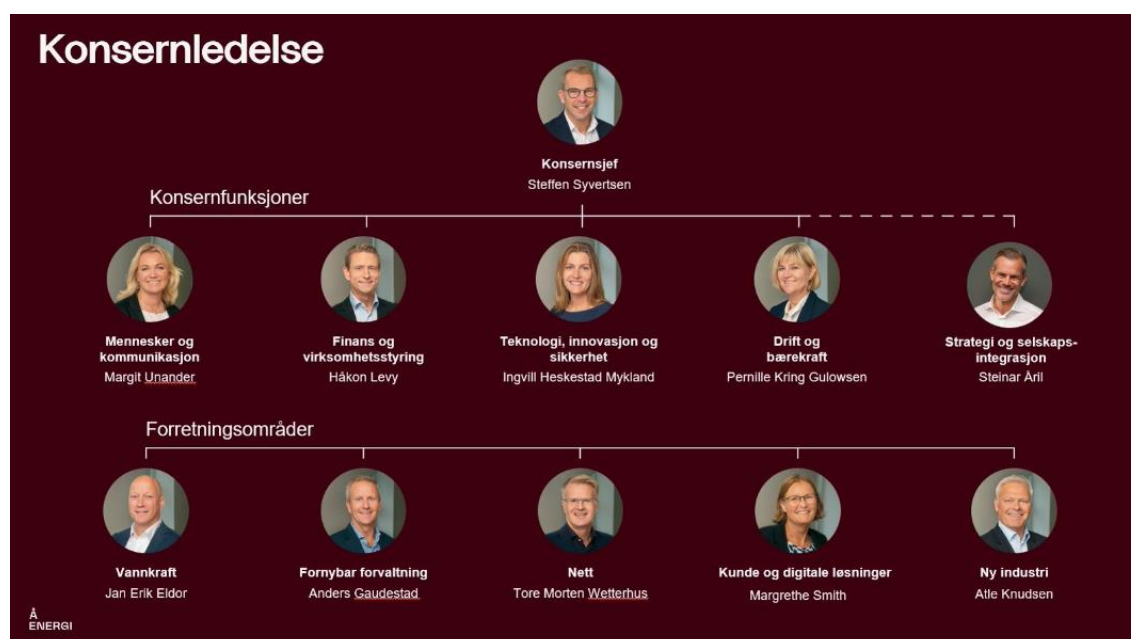 Konsernledelse
Konsernsjef
Steffen Syvertsen
Konsernfunksjoner
Mennesker og
kommunikasjon
Margit Unander
Finans og
virksomhetsstyring
Håkon Levy
Teknologi, innovasjon og
sikkerhet
Ingvill Heskestad Mykland
Drift og
bærekraft
Pernille Kring Gulowsen
Strategi og selskaps-
integrasjon
Steinar Åril
Forretningsområder
Vannkraft
Jan Erik Eldor
Fornybar forvaltning
Anders Gaudestad
Nett
Tore Morten Wetterhus
Kunde og digitale løsninger
Margrethe Smith
Ny industri
Atle Knudsen
Å
ENERGI